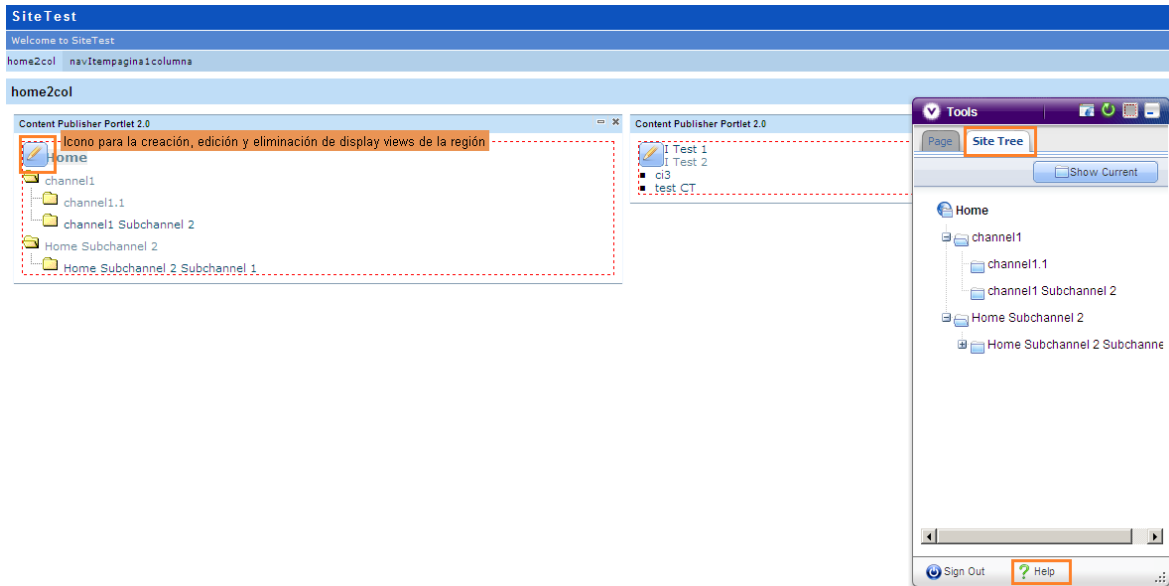 SiteTest
Welcome to SiteTest
home2col navItempagina1columna
home2col
Content Publisher Portlet 2.0
Icono para la creación, edición y eliminación de display views de la región
Home
channel1
channel1.1
channel1 Subchannel 2
Home Subchannel 2
Home Subchannel 2 Subchannel 1
Content Publisher Portlet 2.0
I Test 1
I Test 2
ci3
test CT
Tools
Page Site Tree
Show Current
Home
channel1
channel1.1
channel1 Subchannel 2
Home Subchannel 2
Home Subchannel 2 Subchanne
Sign Out ? Help